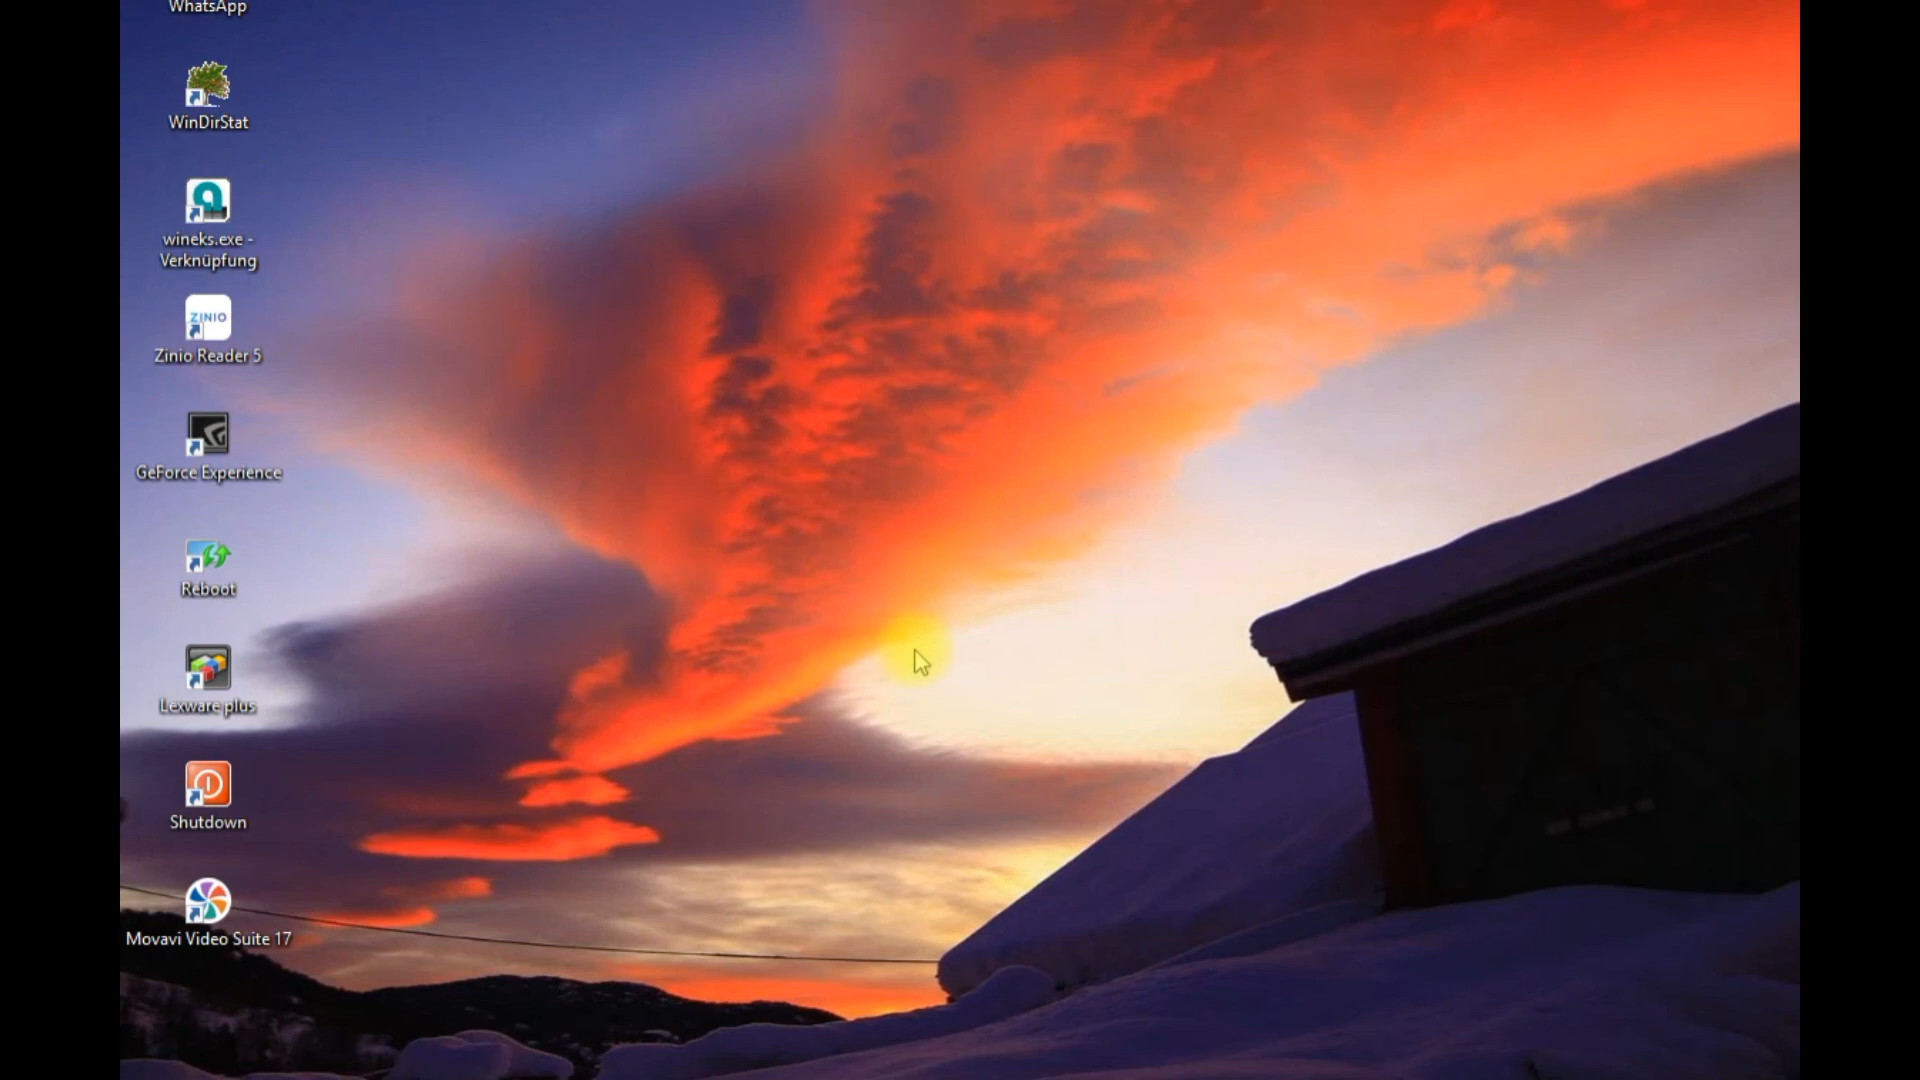 WhatsApp
WinDirStat
wineks.exe -
Verknüpfung
ZINIO
Zinio Reader 5
GeForce Experience
Reboot
Lexware plus
Shutdown
Movavi Video Suite 17